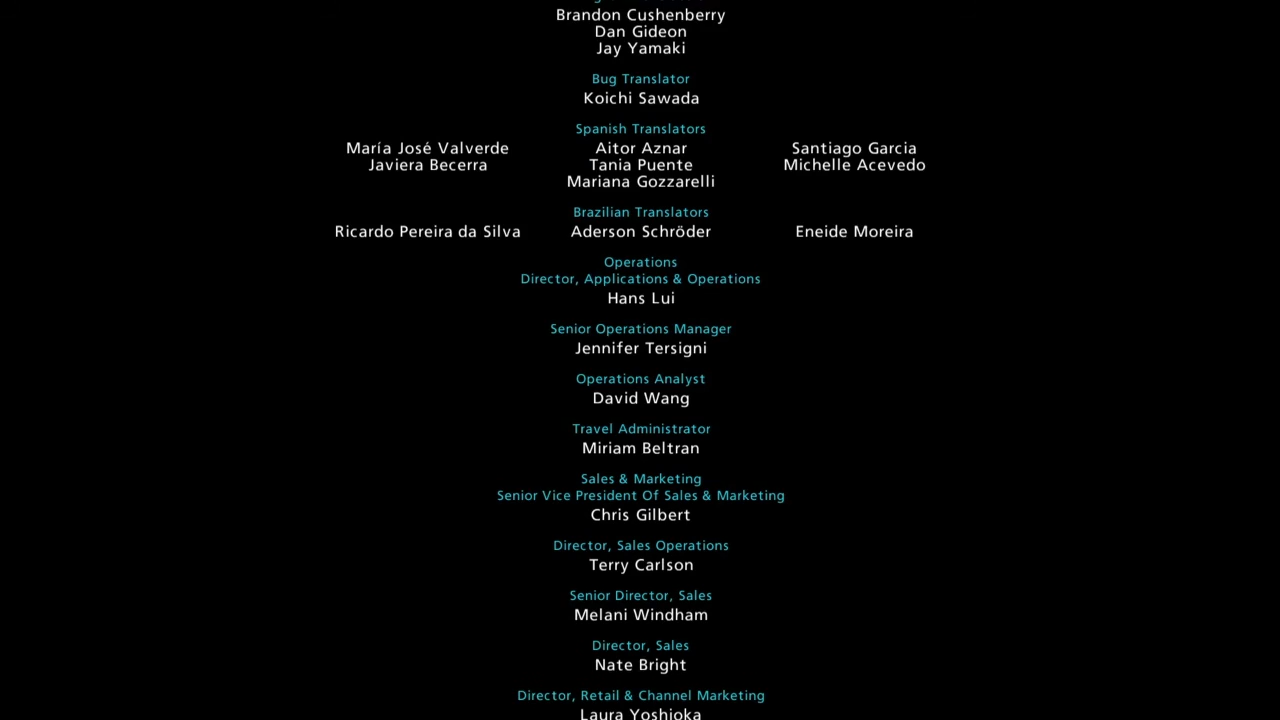 Brandon Cushenberry
Dan Gideon
Jay Yamaki
Bug Translator
Koichi Sawada
Spanish Translators
María José Valverde Aitor Aznar Santiago Garcia
Javiera Becerra Tania Puente Michelle Acevedo
Mariana Gozzarelli
Brazilian Translators
Ricardo Pereira da Silva Aderson Schröder Eneide Moreira
Operations
Director, Applications & Operations
Hans Lui
Senior Operations Manager
Jennifer Tersigni
Operations Analyst
David Wang
Travel Administrator
Miriam Beltran
Sales & Marketing
Senior Vice President Of Sales & Marketing
Chris Gilbert
Director, Sales Operations
Terry Carlson
Senior Director, Sales
Melani Windham
Director, Sales
Nate Bright
Director, Retail & Channel Marketing
Laura Yoshioka